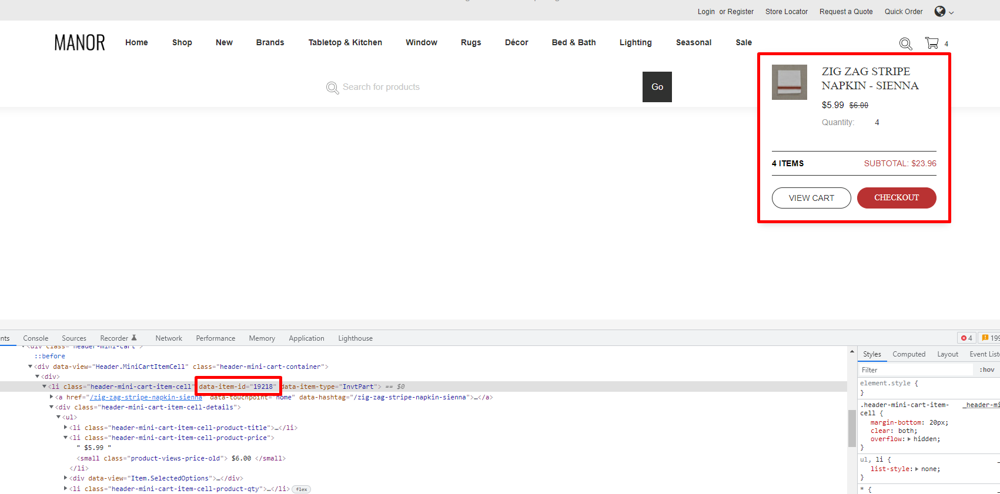 Login or Register Store Locator Request a Quote Quick Order
MANOR Home Shop New Brands Tabletop & Kitchen Window Rugs Décor Bed & Bath Lighting Seasonal Sale 4
Search for products Go
ZIG ZAG STRIPE
NAPKIN - SIENNA
$5.99 $6.00
Quantity: 4
4 ITEMS SUBTOTAL: $23.96
VIEW CART CHECKOUT
nts Console Sources Recorder Network Performance Memory Application Lighthouse 4 199
<div class="header-mini-cart">
::before
<div data-view="Header.MiniCartItemCell" class="header-mini-cart-container">
<div>
<li class="header-mini-cart-item-cell" data-item-id="19218" data-item-type="InvtPart"> == $0
<a href="/zig-zag-stripe-napkin-sienna" data-touchpoint="home" data-hashtag="/zig-zag-stripe-napkin-sienna">…</a>
<div class="header-mini-cart-item-cell-details">
<ul>
<li class="header-mini-cart-item-cell-product-title">…</li>
<li class="header-mini-cart-item-cell-product-price">
" $5.99 "
<small class="product-views-price-old"> $6.00 </small>
</li>
<div data-view="Item.SelectedOptions">…</div>
<li class="header-mini-cart-item-cell-product-qty">…</li> flex
Styles Computed Layout Event List
Filter :hov
element.style {
}
.header-mini-cart-item- _header-mi
cell {
margin-bottom: 20px;
clear: both;
overflow: hidden;
}
ul, li {
list-style: none;
}
* {